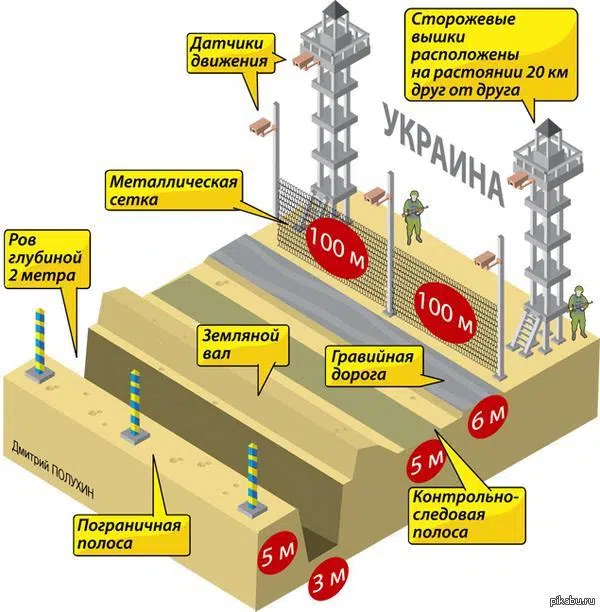 Датчики
движения
Сторожевые
вышки
расположены
на растоянии 20 км
друг от друга
УКРАИНА
Металлическая
сетка
100 м
100 м
Ров
глубиной
2 метра
Земляной
вал
Гравийная
дорога
6 м
5 м
Контрольно-
следовая
полоса
Дмитрий ПОЛУХИН
Пограничная
полоса
5 м
3 м
piksbu.ru